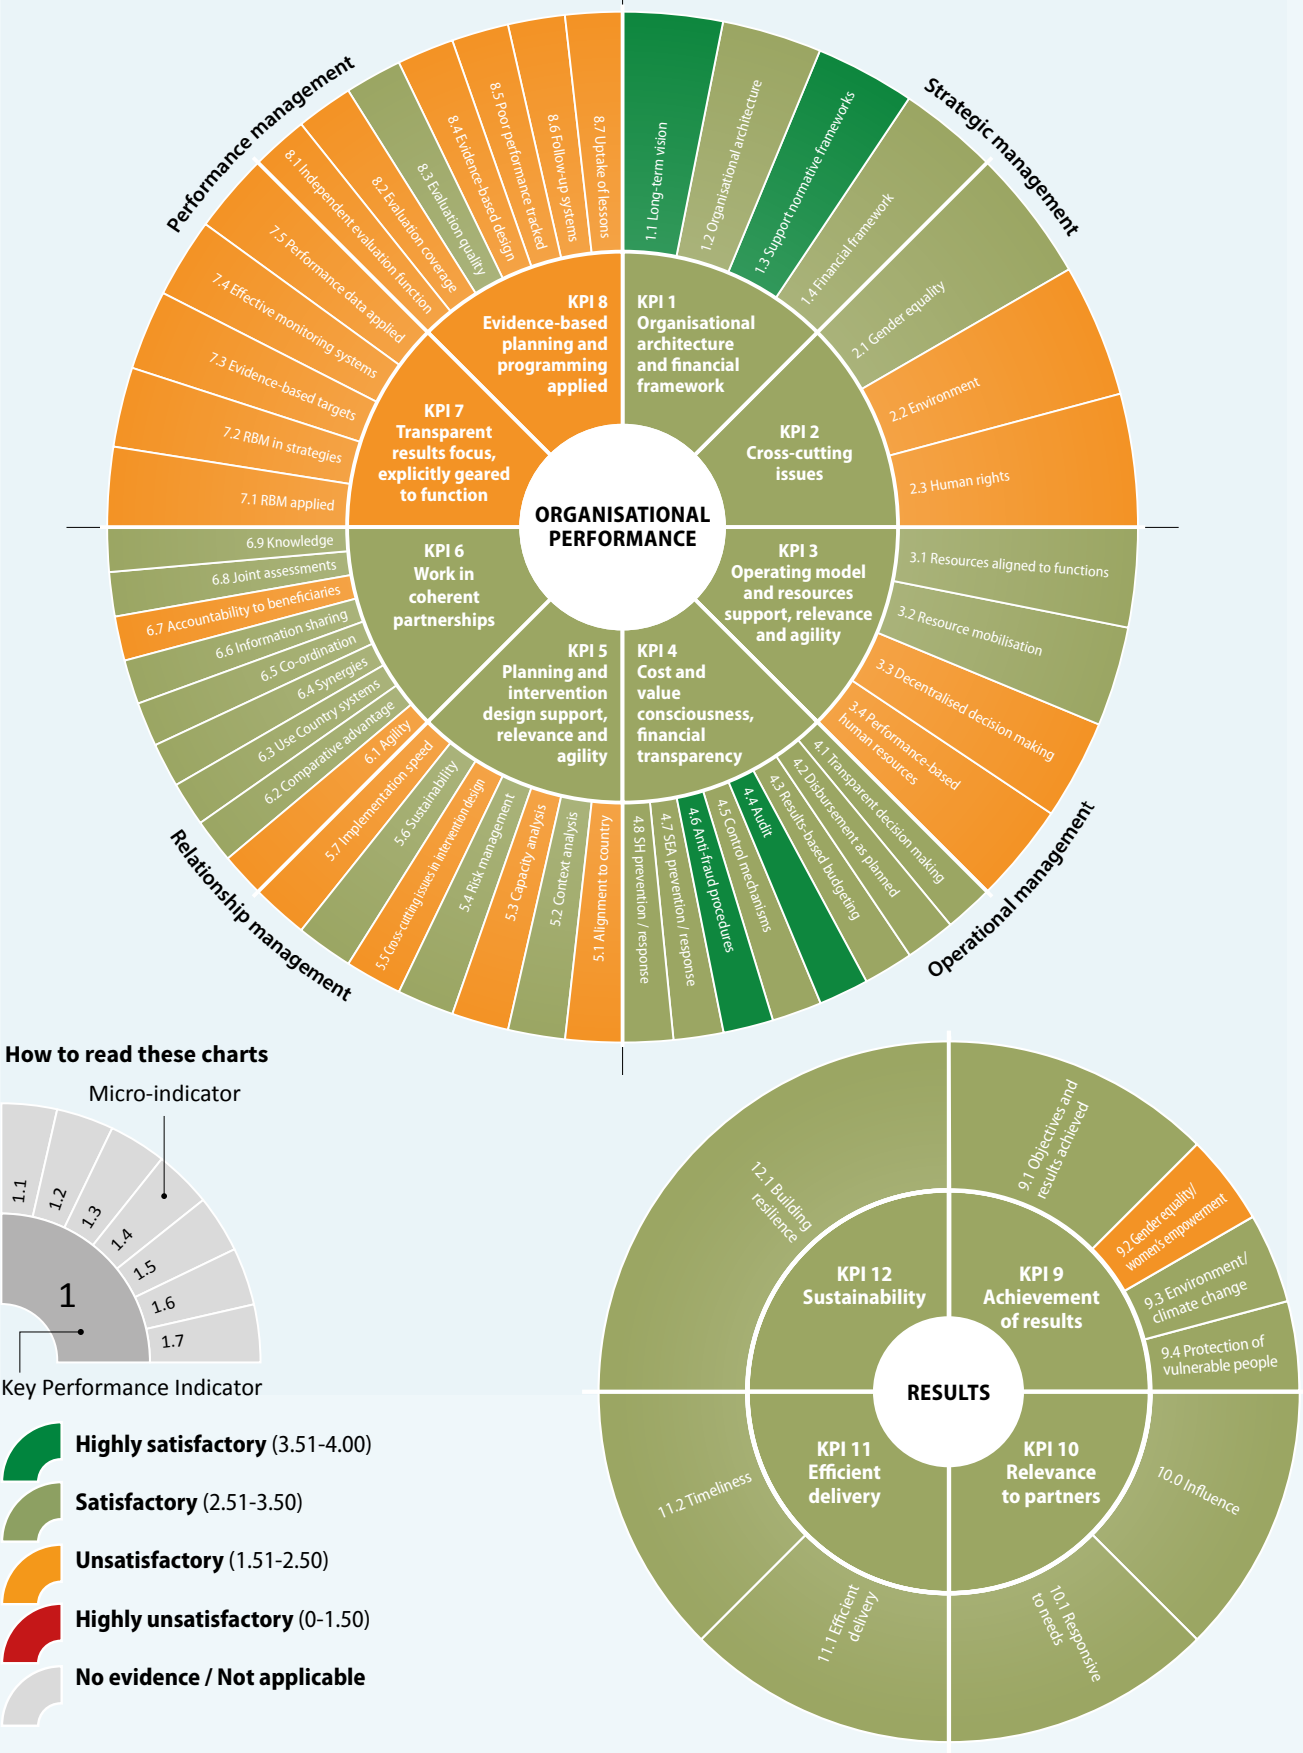 Strategic management
Operational management
Relationship management
Performance management
ORGANISATIONAL
PERFORMANCE
KPI 1
Organisational
architecture
and financial
framework
1.1 Long-term vision
1.2 Organisational architecture
1.3 Support normative frameworks
1.4 Financial framework
KPI 2
Cross-cutting
issues
2.1 Gender equality
2.2 Environment
2.3 Human rights
KPI 3
Operating model
and resources
support, relevance
and agility
3.1 Resources aligned to functions
3.2 Resource mobilisation
3.3 Decentralised decision making
3.4 Performance-based
human resources
KPI 4
Cost and
value
consciousness,
financial
transparency
4.1 Transparent decision making
4.2 Disbursement as planned
4.3 Results-based budgeting
4.4 Audit
4.5 Control mechanisms
4.6 Anti-fraud procedures
4.7 SEA prevention / response
4.8 SH prevention / response
KPI 5
Planning and
intervention
design support,
relevance and
agility
5.1 Alignment to country
5.2 Context analysis
5.3 Capacity analysis
5.4 Risk management
5.5 Cross-cutting issues in intervention design
5.6 Sustainability
5.7 Implementation speed
KPI 6
Work in
coherent
partnerships
6.1 Agility
6.2 Comparative advantage
6.3 Use Country systems
6.4 Synergies
6.5 Co-ordination
6.6 Information sharing
6.7 Accountability to beneficiaries
6.8 Joint assessments
6.9 Knowledge
KPI 7
Transparent
results focus,
explicitly geared
to function
7.1 RBM applied
7.2 RBM in strategies
7.3 Evidence-based targets
7.4 Effective monitoring systems
7.5 Performance data applied
KPI 8
Evidence-based
planning and
programming
applied
8.1 Independent evaluation function
8.2 Evaluation coverage
8.3 Evaluation quality
8.4 Evidence-based design
8.5 Poor performance tracked
8.6 Follow-up systems
8.7 Uptake of lessons
How to read these charts
Micro-indicator
1.1
1.2
1.3
1.4
1.5
1.6
1.7
1
Key Performance Indicator
Highly satisfactory (3.51-4.00)
Satisfactory (2.51-3.50)
Unsatisfactory (1.51-2.50)
Highly unsatisfactory (0-1.50)
No evidence / Not applicable
RESULTS
KPI 9
Achievement
of results
9.1 Objectives and
results achieved
9.2 Gender equality/
women's empowerment
9.3 Environment/
climate change
9.4 Protection of
vulnerable people
KPI 10
Relevance
to partners
10.0 Influence
10.1 Responsive
to needs
KPI 11
Efficient
delivery
11.1 Efficient
delivery
11.2 Timeliness
KPI 12
Sustainability
12.1 Building
resilience